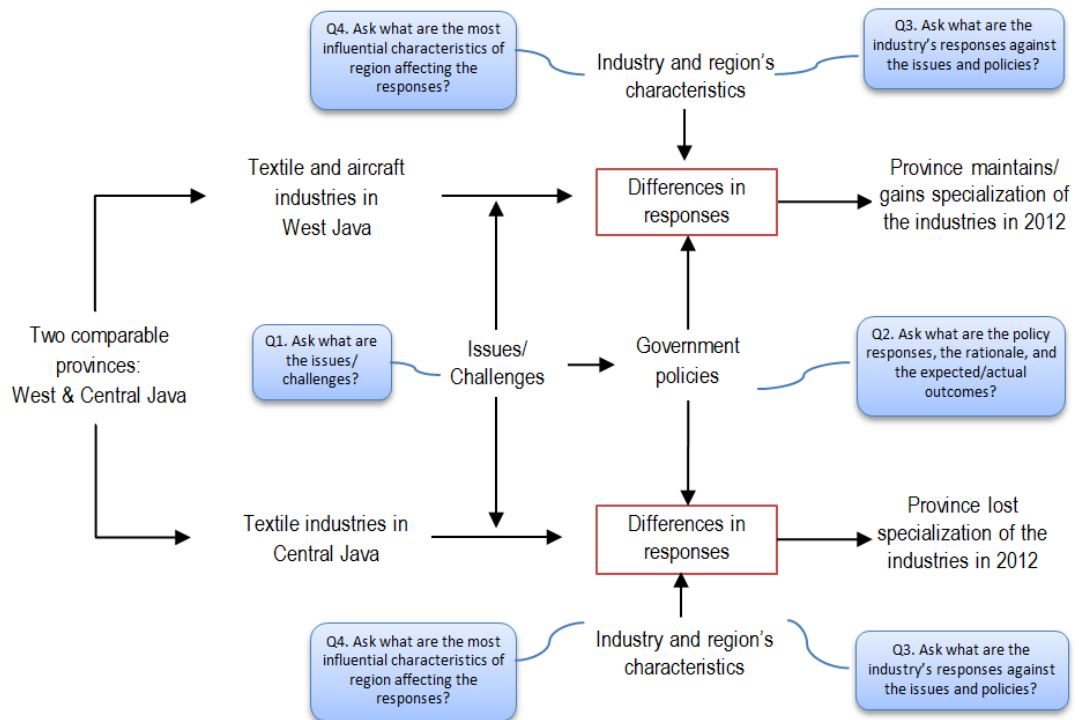 Q4. Ask what are the most
influential characteristics of
region affecting the
responses?
Industry and region's
characteristics
Q3. Ask what are the
industry's responses against
the issues and policies?
Textile and aircraft
industries in
West Java
Differences in
responses
Province maintains/
gains specialization of
the industries in 2012
Two comparable
provinces:
West & Central Java
Q1. Ask what are
the issues/
challenges?
Issues/
Challenges
Government
policies
Q2. Ask what are the policy
responses, the rationale, and
the expected/actual
outcomes?
Textile industries in
Central Java
Differences in
responses
Province lost
specialization of the
industries in 2012
Q4. Ask what are the most
influential characteristics of
region affecting the
responses?
Industry and region's
characteristics
Q3. Ask what are the
industry's responses against
the issues and policies?